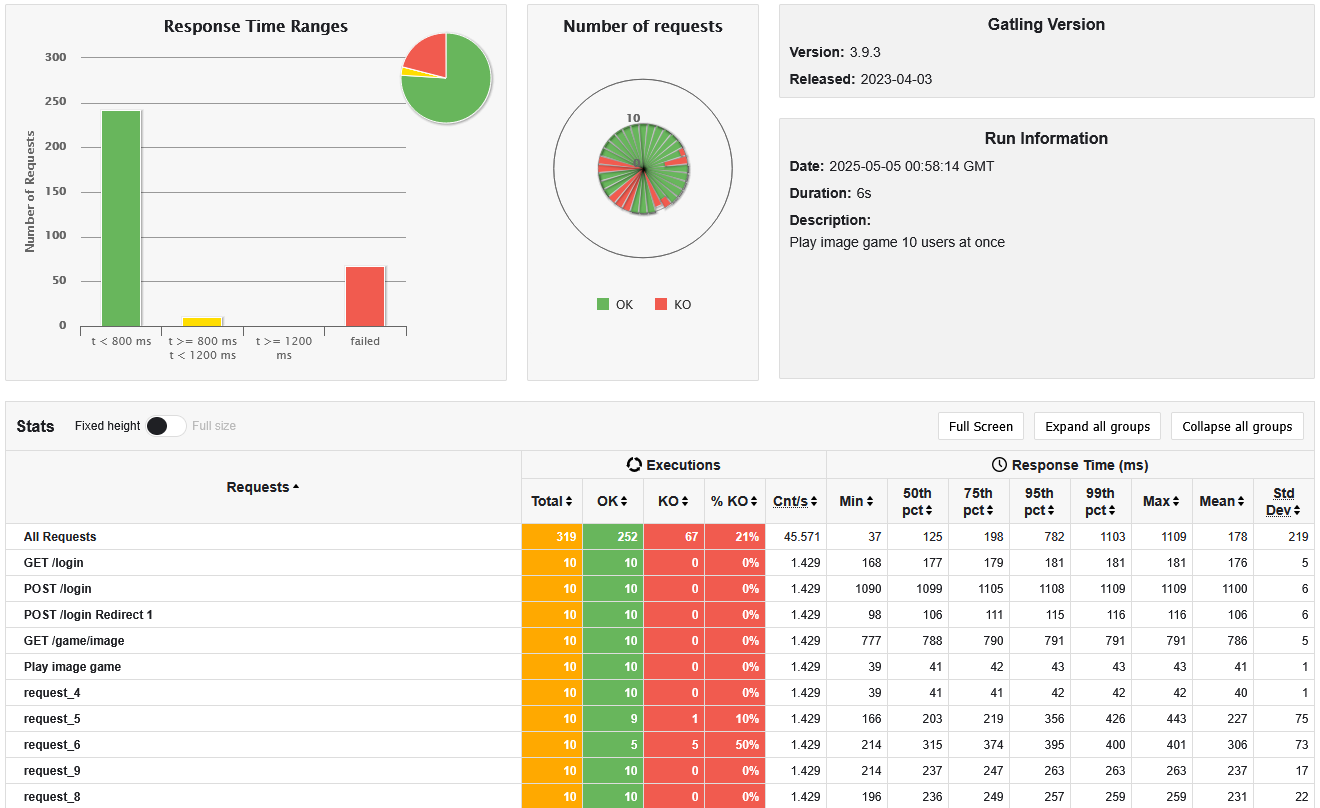 Response Time Ranges
300
250
200
150
100
50
0
Number of Requests
t < 800 ms
t >= 800 ms
t < 1200 ms
t >= 1200
ms
failed
Number of requests
10
0
OK
KO
Gatling Version
Version: 3.9.3
Released: 2023-04-03
Run Information
Date: 2025-05-05 00:58:14 GMT
Duration: 6s
Description:
Play image game 10 users at once
Stats Fixed height Full size Full Screen Expand all groups Collapse all groups
Executions Response Time (ms)
Requests Total OK KO % KO Cnt/s Min 50th pct 75th pct 95th pct 99th pct Max Mean Std Dev
All Requests 319 252 67 21% 45.571 37 125 198 782 1103 1109 178 219
GET /login 10 10 0 0% 1.429 168 177 179 181 181 181 176 5
POST /login 10 10 0 0% 1.429 1090 1099 1105 1108 1109 1109 1100 6
POST /login Redirect 1 10 10 0 0% 1.429 98 106 111 115 116 116 106 6
GET /game/image 10 10 0 0% 1.429 777 788 790 791 791 791 786 5
Play image game 10 10 0 0% 1.429 39 41 42 43 43 43 41 1
request_4 10 10 0 0% 1.429 39 41 41 42 42 42 40 1
request_5 10 9 1 10% 1.429 166 203 219 356 426 443 227 75
request_6 10 5 5 50% 1.429 214 315 374 395 400 401 306 73
request_9 10 10 0 0% 1.429 214 237 247 263 263 263 237 17
request_8 10 10 0 0% 1.429 196 236 249 257 259 259 231 22